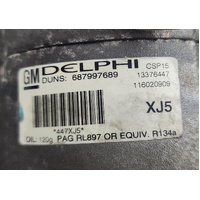 GM DELPHI CSP15
DUNS: 687997689 13376447
116020909
XJ5
*447XJ5*
OIL: 120g PAG RL897 OR EQUIV. R134a